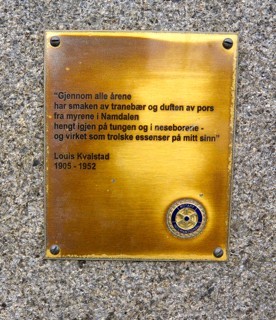 "Gjennom alle årene
har smaken av tranebær og duften av pors
fra myrene i Namdalen
hengt igjen på tungen og i neseborene -
og virket som trolske essenser på mitt sinn"
Louis Kvalstad
1905 - 1952